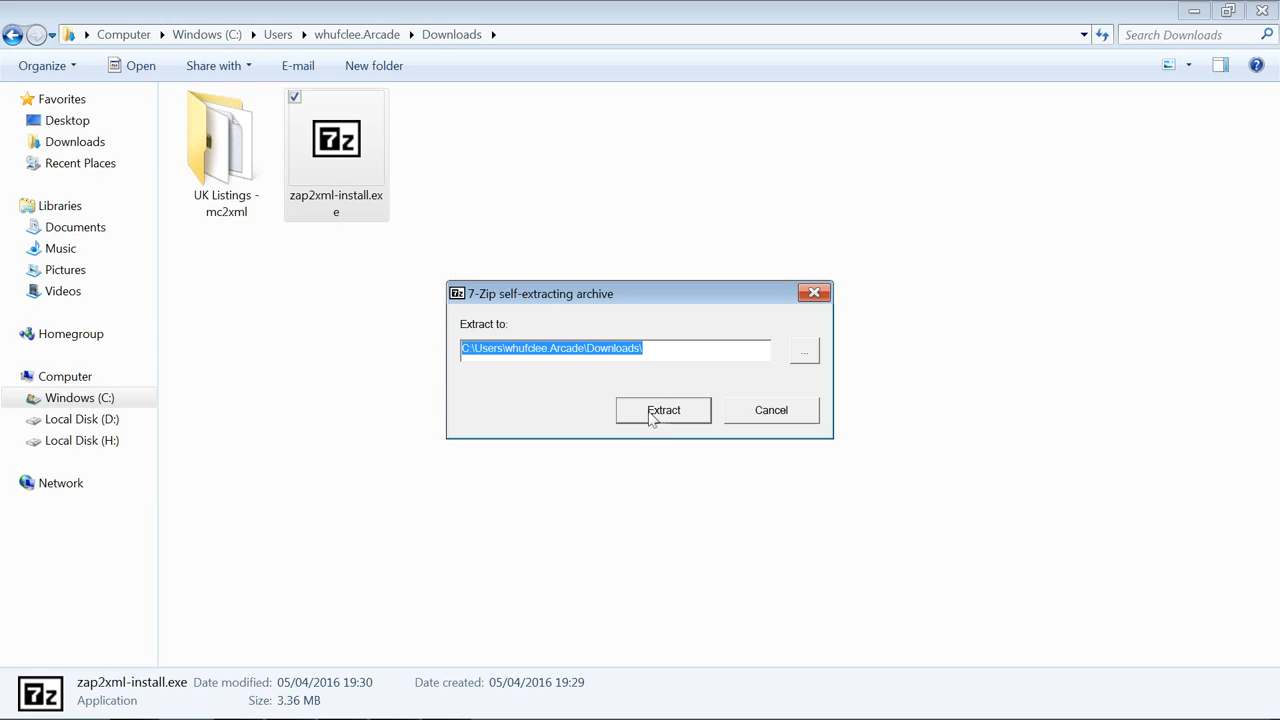 Computer Windows (C:) Users whufclee.Arcade Downloads
Search Downloads
Organize Open Share with E-mail New folder
Favorites
Desktop
Downloads
Recent Places
Libraries
Documents
Music
Pictures
Videos
Homegroup
Computer
Windows (C:)
Local Disk (D:)
Local Disk (H:)
Network
UK Listings -
mc2xml
7z
zap2xml-install.ex
e
7z 7-Zip self-extracting archive
Extract to:
C:\Users\whufclee.Arcade\Downloads\
...
Extract Cancel
7z
zap2xml-install.exe Date modified: 05/04/2016 19:30 Date created: 05/04/2016 19:29
Application Size: 3.36 MB